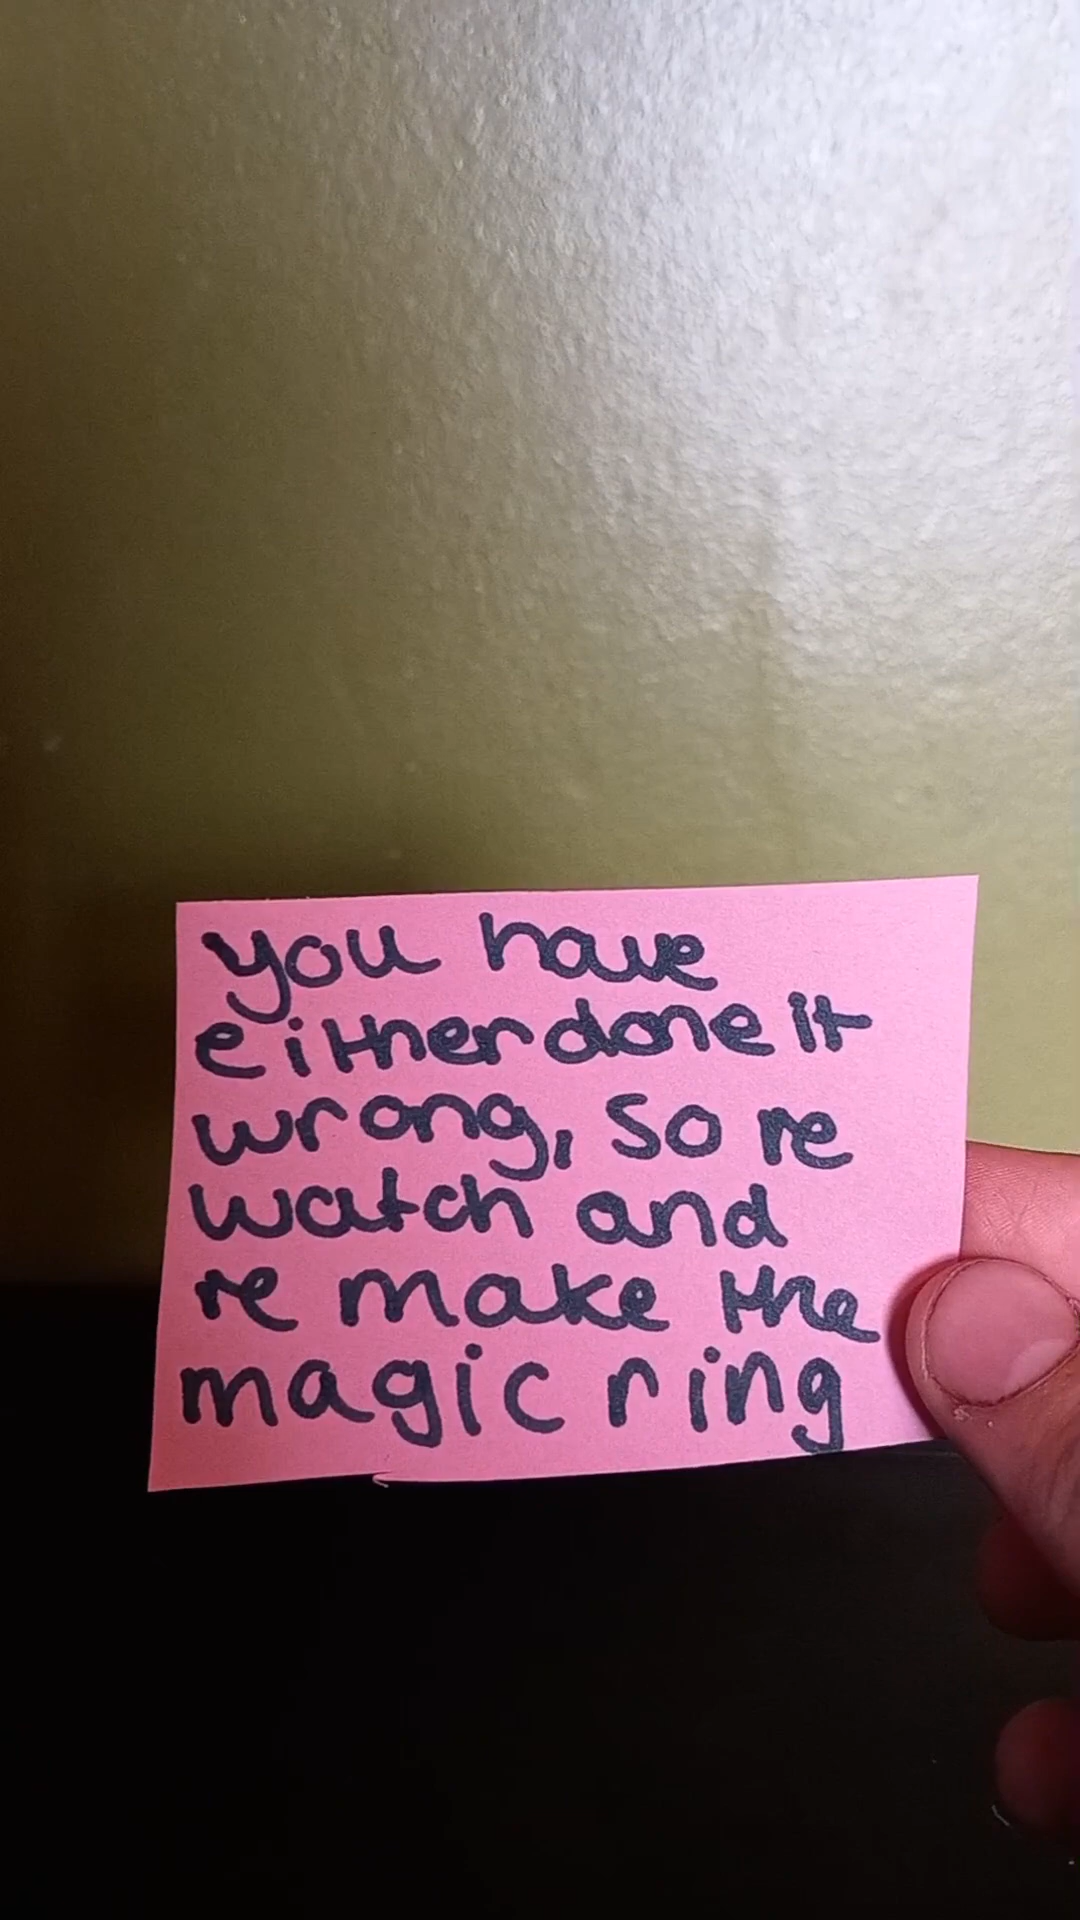 you have
either done it
wrong, so re
watch and
re make the
magic ring